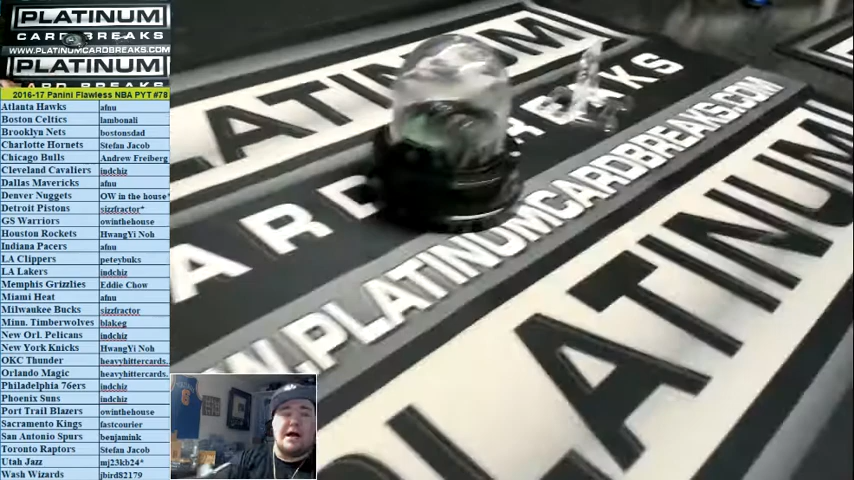 PLATINUM
CARD BREAKS
WWW.PLATINUMCARDBREAKS.COM
PLATINUM
2016-17 Panini Flawless NBA PYT #78
Atlanta Hawks afnu
Boston Celtics lambonali
Brooklyn Nets bostonsdad
Charlotte Hornets Stefan Jacob
Chicago Bulls Andrew Freiberg
Cleveland Cavaliers indchiz
Dallas Mavericks afnu
Denver Nuggets OW in the house*
Detroit Pistons sizzfractor*
GS Warriors owinthehouse
Houston Rockets HwangYi Noh
Indiana Pacers afnu
LA Clippers peteybuks
LA Lakers indchiz
Memphis Grizzlies Eddie Chow
Miami Heat afnu
Milwaukee Bucks sizzfractor
Minn. Timberwolves blakeg
New Orl. Pelicans indchiz
New York Knicks HwangYi Noh
OKC Thunder heavyhittercards.
Orlando Magic heavyhittercards.
Philadelphia 76ers indchiz
Phoenix Suns indchiz
Port Trail Blazers owinthehouse
Sacramento Kings fastcourier
San Antonio Spurs benjamink
Toronto Raptors Stefan Jacob
Utah Jazz mj23kb24*
Wash Wizards jbird82179
PLATINUM
ARD BREAKS
W.PLATINUMCARDBREAKS.COM
PLATINUM